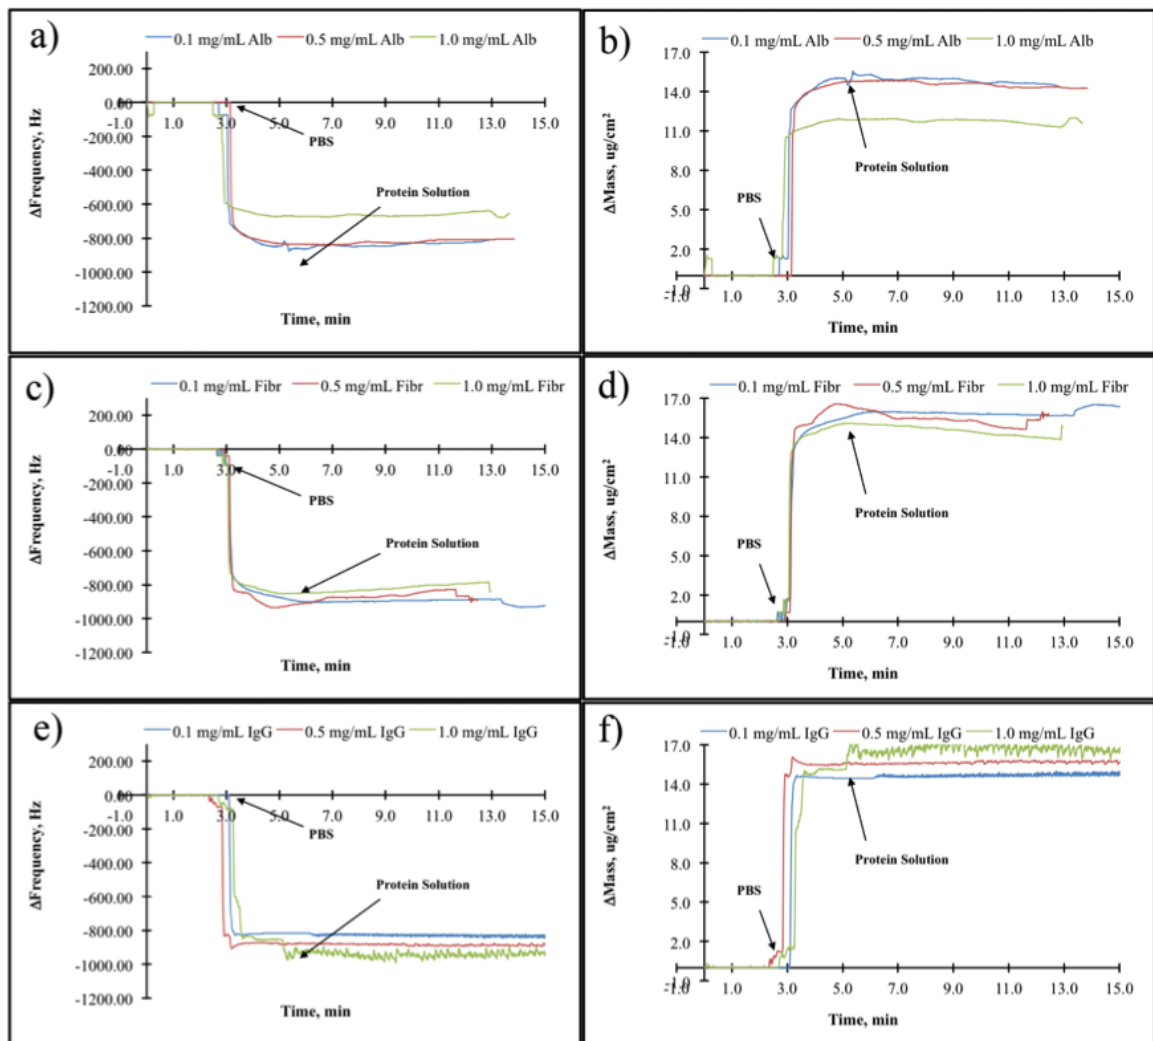 a)
0.1 mg/mL Alb 0.5 mg/mL Alb 1.0 mg/mL Alb
200.00
0.00
-200.00
-400.00
-600.00
-800.00
-1000.00
-1200.00
-1.0 1.0 3.0 5.0 7.0 9.0 11.0 13.0 15.0
ΔFrequency, Hz
PBS
Protein Solution
Time, min
b)
0.1 mg/mL Alb 0.5 mg/mL Alb 1.0 mg/mL Alb
17.0
14.0
11.0
8.0
5.0
2.0
-1.0
-1.0 1.0 3.0 5.0 7.0 9.0 11.0 13.0 15.0
ΔMass, ug/cm²
Protein Solution
PBS
Time, min
c)
0.1 mg/mL Fibr 0.5 mg/mL Fibr 1.0 mg/mL Fibr
200.00
0.00
-200.00
-400.00
-600.00
-800.00
-1000.00
-1200.00
-1.0 1.0 3.0 5.0 7.0 9.0 11.0 13.0 15.0
ΔFrequency, Hz
PBS
Protein Solution
Time, min
d)
0.1 mg/mL Fibr 0.5 mg/mL Fibr 1.0 mg/mL Fibr
17.0
14.0
11.0
8.0
5.0
2.0
-1.0
-1.0 1.0 3.0 5.0 7.0 9.0 11.0 13.0 15.0
ΔMass, ug/cm²
Protein Solution
PBS
Time, min
e)
0.1 mg/mL IgG 0.5 mg/mL IgG 1.0 mg/mL IgG
200.00
0.00
-200.00
-400.00
-600.00
-800.00
-1000.00
-1200.00
-1.0 1.0 3.0 5.0 7.0 9.0 11.0 13.0 15.0
ΔFrequency, Hz
PBS
Protein Solution
Time, min
f)
0.1 mg/mL IgG 0.5 mg/mL IgG 1.0 mg/mL IgG
17.0
14.0
11.0
8.0
5.0
2.0
-1.0
-1.0 1.0 3.0 5.0 7.0 9.0 11.0 13.0 15.0
ΔMass, ug/cm²
Protein Solution
PBS
Time, min